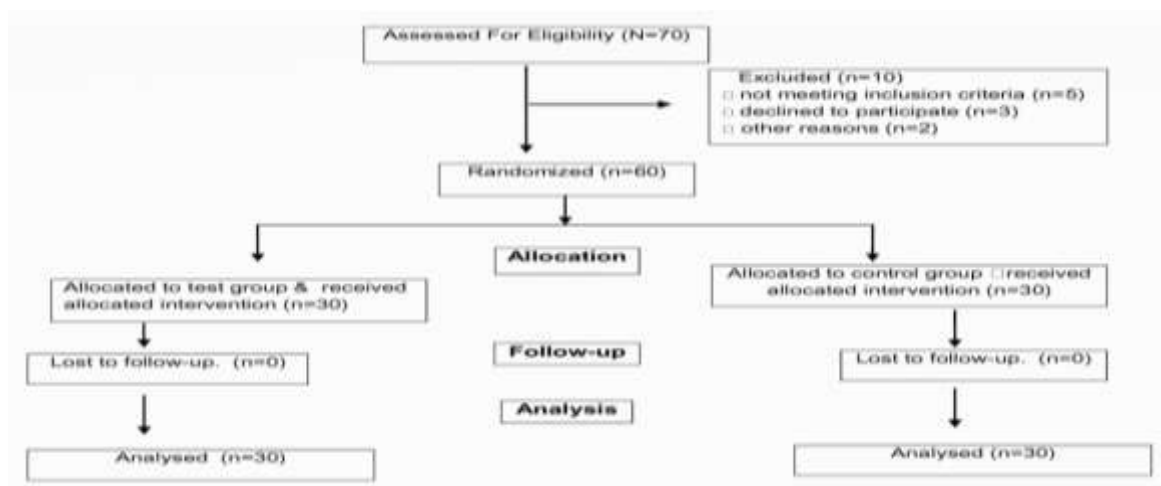 Assessed For Eligibility (N=70)
Excluded (n=10)
□ not meeting inclusion criteria (n=5)
□ declined to participate (n=3)
□ other reasons (n=2)
Randomized (n=60)
Allocation
Allocated to test group & received
allocated intervention (n=30)
Allocated to control group □received
allocated intervention (n=30)
Lost to follow-up. (n=0)
Follow-up
Lost to follow-up. (n=0)
Analysis
Analysed (n=30)
Analysed (n=30)